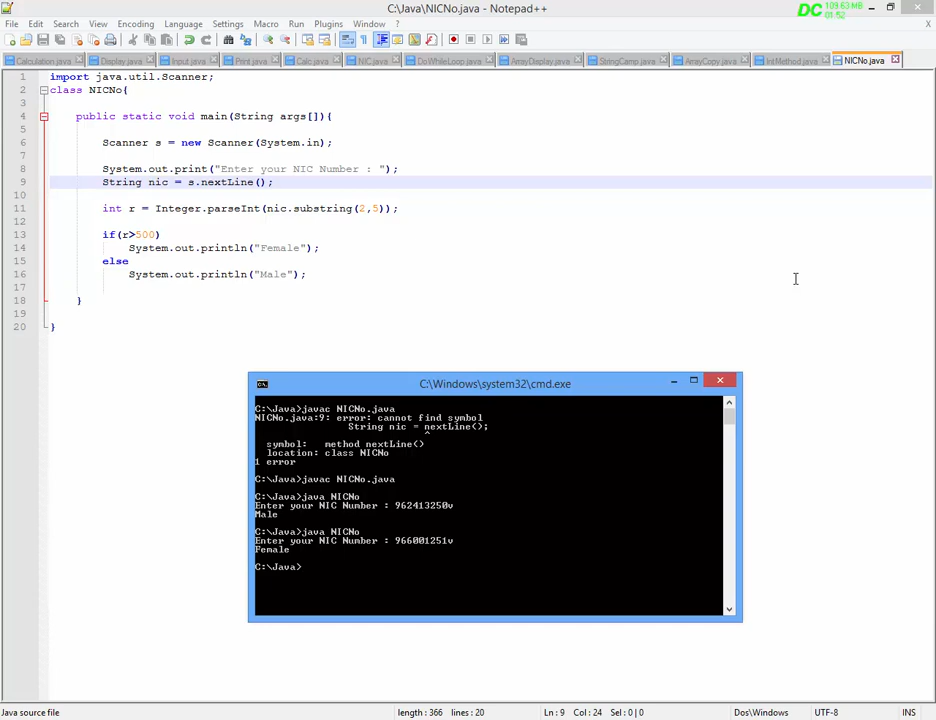 C:\Java\NICNo.java - Notepad++
DC 109.63 MB
01:52
File Edit Search View Encoding Language Settings Macro Run Plugins Window ? X
Calculation.java Display.java Input.java Print.java Calc.java NIC.java DoWhileLoop.java ArrayDisplay.java StringComp.java ArrayCopy.java IntMethod.java NICNo.java
1 import java.util.Scanner;
2 class NICNo{
3
4 public static void main(String args[]){
5
6 Scanner s = new Scanner(System.in);
7
8 System.out.print("Enter your NIC Number : ");
9 String nic = s.nextLine();
10
11 int r = Integer.parseInt(nic.substring(2,5));
12
13 if(r>500)
14 System.out.println("Female");
15 else
16 System.out.println("Male");
17
18 }
19
20 }
C:\Windows\system32\cmd.exe
C:\Java>javac NICNo.java
NICNo.java:9: error: cannot find symbol
String nic = nextLine();
^
symbol: method nextLine()
location: class NICNo
1 error
C:\Java>javac NICNo.java
C:\Java>java NICNo
Enter your NIC Number : 962413250v
Male
C:\Java>java NICNo
Enter your NIC Number : 966001251v
Female
C:\Java>
Java source file length : 366 lines : 20 Ln : 9 Col : 24 Sel : 0 | 0 Dos\Windows UTF-8 INS